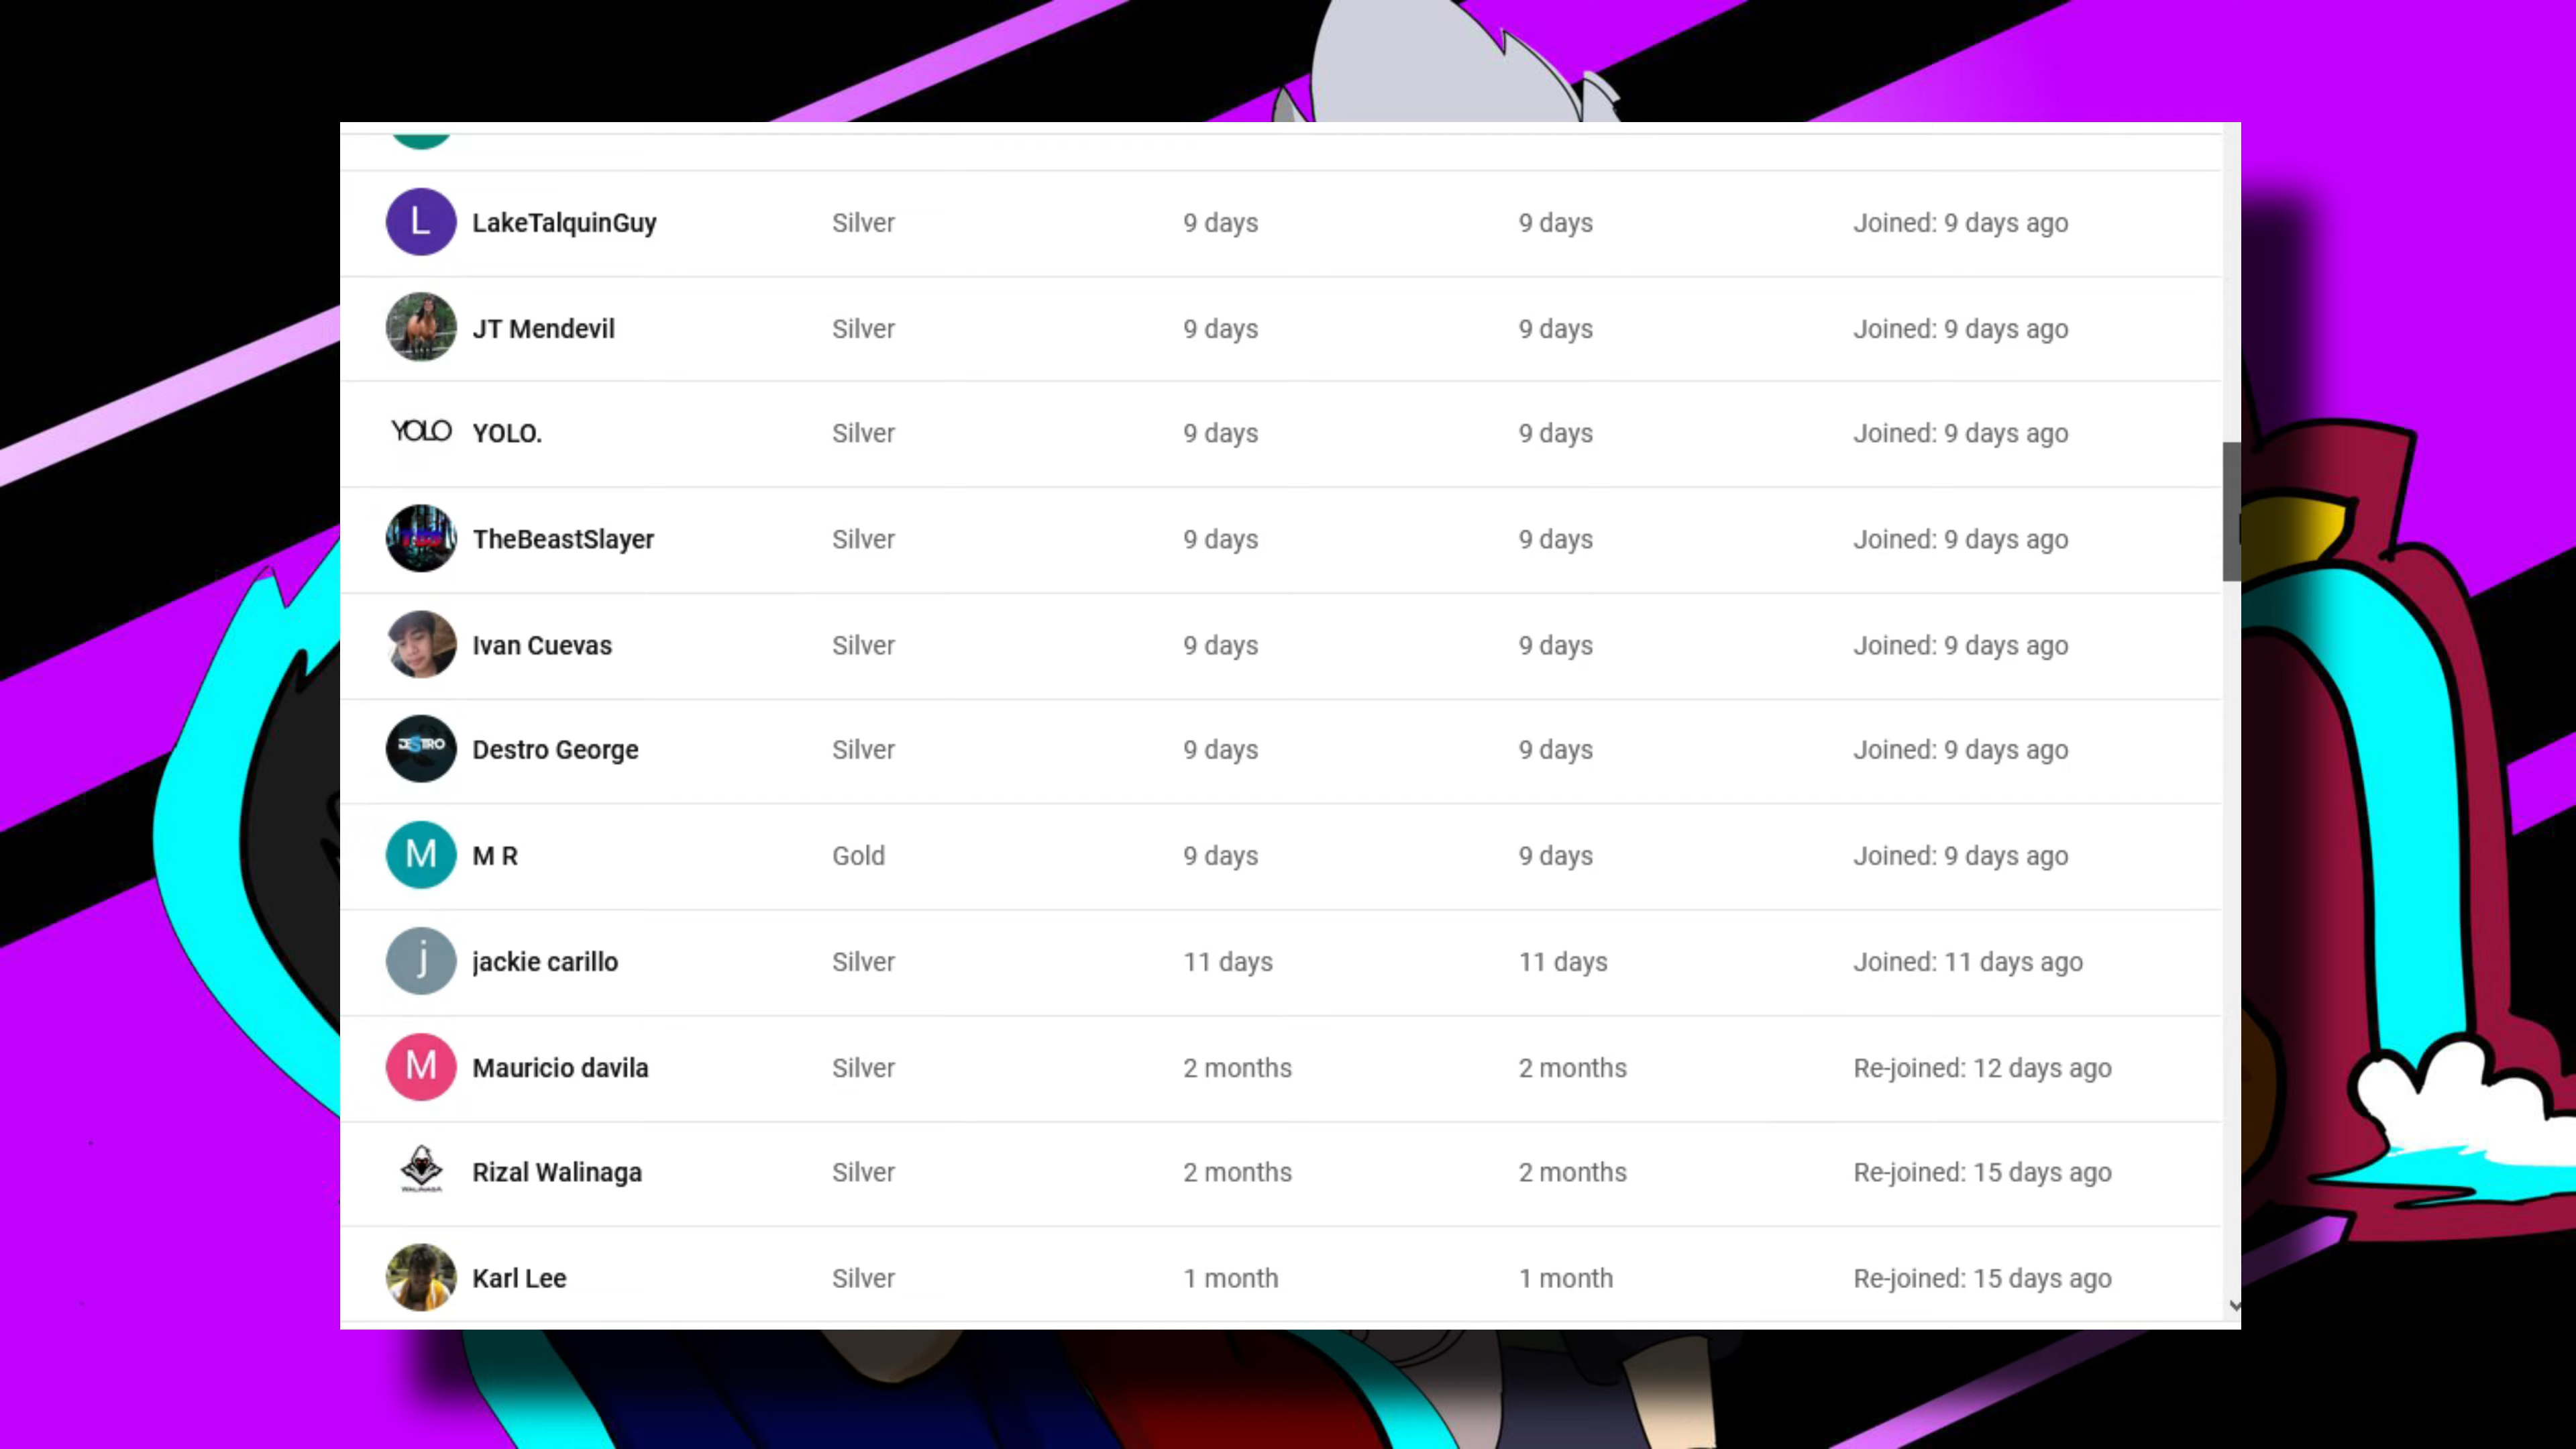 L LakeTalquinGuy Silver 9 days 9 days Joined: 9 days ago
JT Mendevil Silver 9 days 9 days Joined: 9 days ago
YOLO YOLO. Silver 9 days 9 days Joined: 9 days ago
TheBeastSlayer Silver 9 days 9 days Joined: 9 days ago
Ivan Cuevas Silver 9 days 9 days Joined: 9 days ago
DESTRO Destro George Silver 9 days 9 days Joined: 9 days ago
M M R Gold 9 days 9 days Joined: 9 days ago
j jackie carillo Silver 11 days 11 days Joined: 11 days ago
M Mauricio davila Silver 2 months 2 months Re-joined: 12 days ago
WALINAGA Rizal Walinaga Silver 2 months 2 months Re-joined: 15 days ago
Karl Lee Silver 1 month 1 month Re-joined: 15 days ago